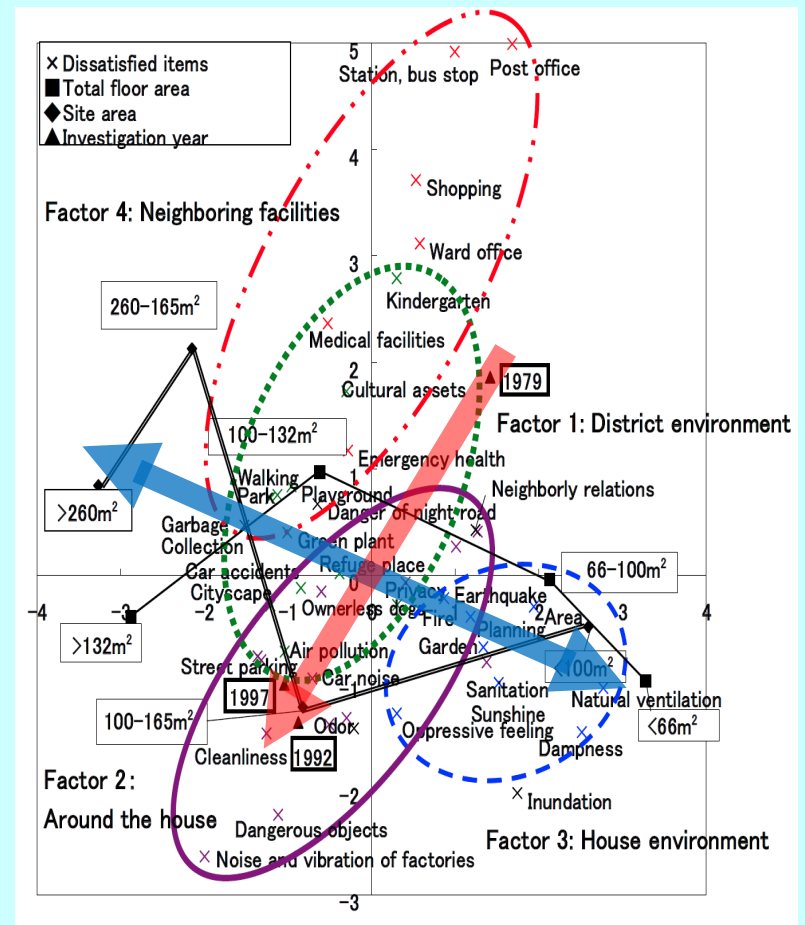 × Dissatisfied items
■ Total floor area
◆ Site area
▲ Investigation year
5
Station, bus stop
Post office
4
Shopping
Factor 4: Neighboring facilities
Ward office
3
Kindergarten
260-165m²
Medical facilities
2
Cultural assets
1979
Factor 1: District environment
100-132m²
Emergency health
1
Walking
Park
Playground
Neighborly relations
>260m²
Danger of night road
Garbage
Collection
Green plant
Refuge place
Car accidents
0
66-100m²
-4
-3
-2
-1
1
2
3
4
Cityscape
Privacy
Earthquake
Ownerless dog
Fire
Planning
Area
>132m²
Garden
Air pollution
<100m²
Street parking
Car noise
-1
1997
Sanitation
Natural ventilation
100-165m²
Sunshine
<66m²
Odor
Oppressive feeling
Cleanliness
1992
Dampness
Factor 2:
-2
Inundation
Around the house
Dangerous objects
Factor 3: House environment
Noise and vibration of factories
-3